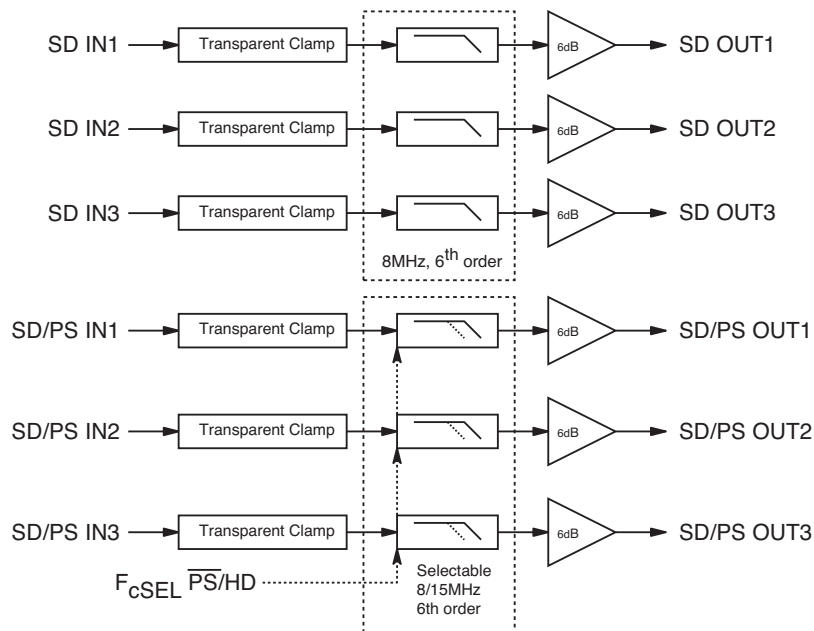 SD IN1 Transparent Clamp 6dB SD OUT1
SD IN2 Transparent Clamp 6dB SD OUT2
SD IN3 Transparent Clamp 6dB SD OUT3
8MHz, 6th order
SD/PS IN1 Transparent Clamp 6dB SD/PS OUT1
SD/PS IN2 Transparent Clamp 6dB SD/PS OUT2
SD/PS IN3 Transparent Clamp 6dB SD/PS OUT3
FcSEL P̅S̅/HD
Selectable
8/15MHz
6th order